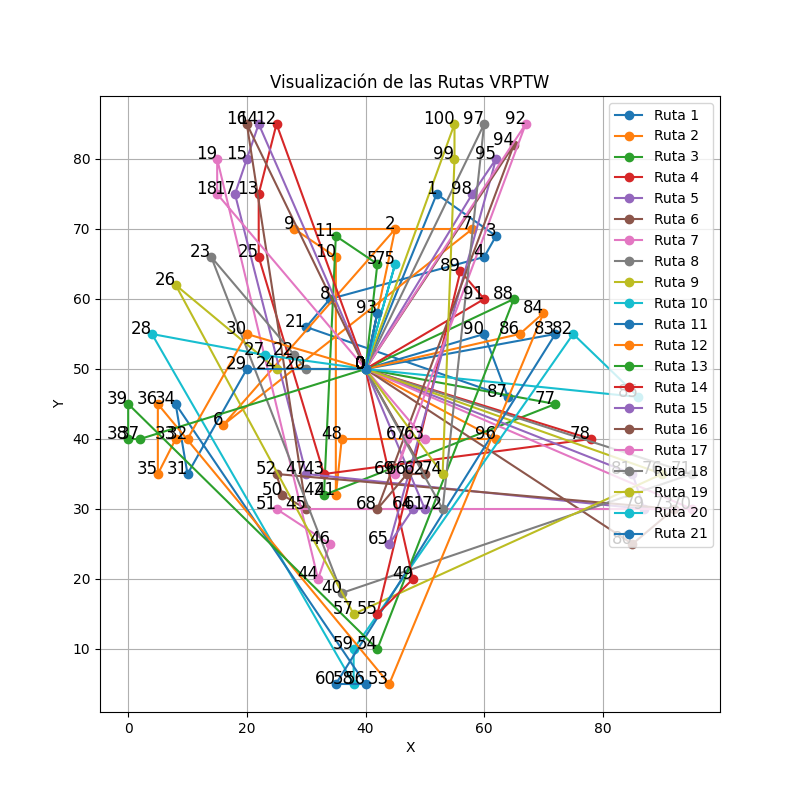 Visualización de las Rutas VRPTW
Ruta 1
Ruta 2
Ruta 3
Ruta 4
Ruta 5
Ruta 6
Ruta 7
Ruta 8
Ruta 9
Ruta 10
Ruta 11
Ruta 12
Ruta 13
Ruta 14
Ruta 15
Ruta 16
Ruta 17
Ruta 18
Ruta 19
Ruta 20
Ruta 21
100 97 92
12
94
19 15 99 95
18 17 13 1 98
9 2 7 3
11
23 25 10 5 75 4
26 89
8 91 88
21 93 84
28 30 90 86 83 82
27 22
29 24 20 0
87
39 36 34 77
38 37 33 32 48 67 63 96 78
35 31 52 47 43 62 74
50 42 41
51 45 68 61 72
46 65
44 40 49
57 55
59 54
60 56 53
80
70
60
50
40
30
20
10
Y
0 20 40 60 80
X